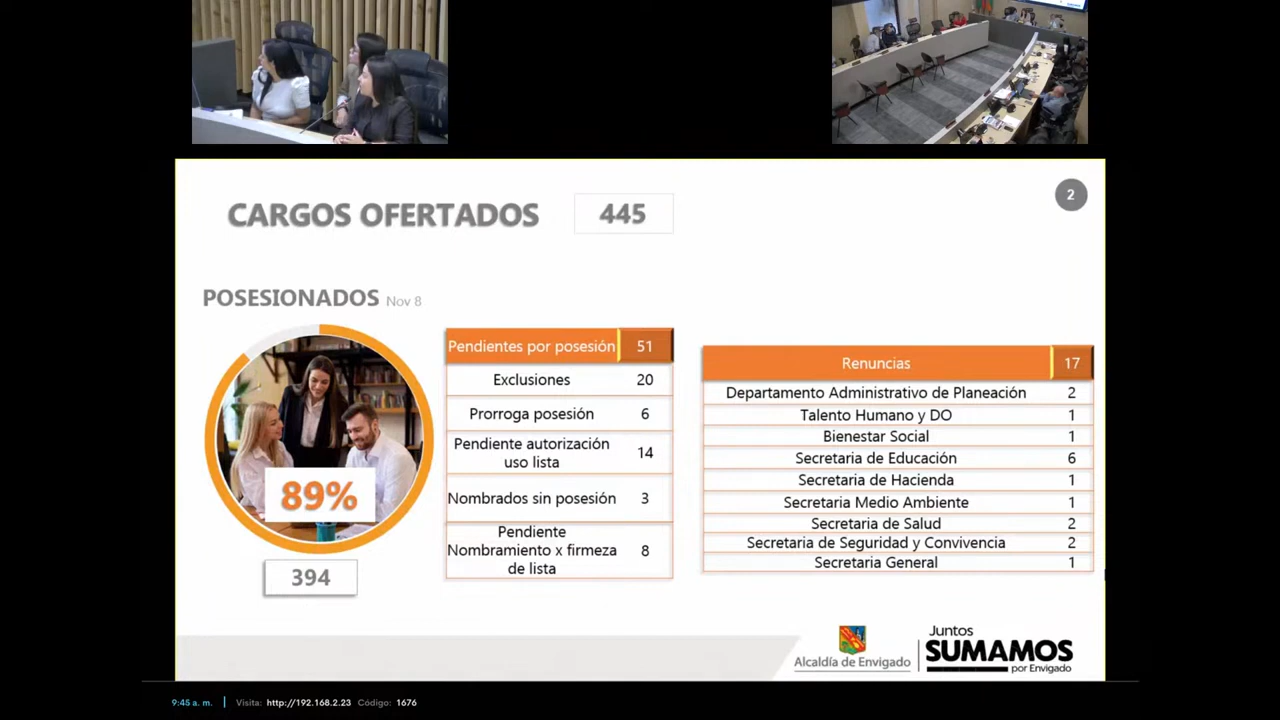 CARGOS OFERTADOS 445
2
POSESIONADOS Nov 8
89%
394
Pendientes por posesión 51
Exclusiones 20
Prorroga posesión 6
Pendiente autorización
uso lista 14
Nombrados sin posesión 3
Pendiente
Nombramiento x firmeza 8
de lista
Renuncias 17
Departamento Administrativo de Planeación 2
Talento Humano y DO 1
Bienestar Social 1
Secretaria de Educación 6
Secretaria de Hacienda 1
Secretaria Medio Ambiente 1
Secretaria de Salud 2
Secretaria de Seguridad y Convivencia 2
Secretaria General 1
Alcaldía de Envigado
Juntos
SUMAMOS
por Envigado
9:45 a. m. | Visita: http://192.168.2.23 Código: 1676